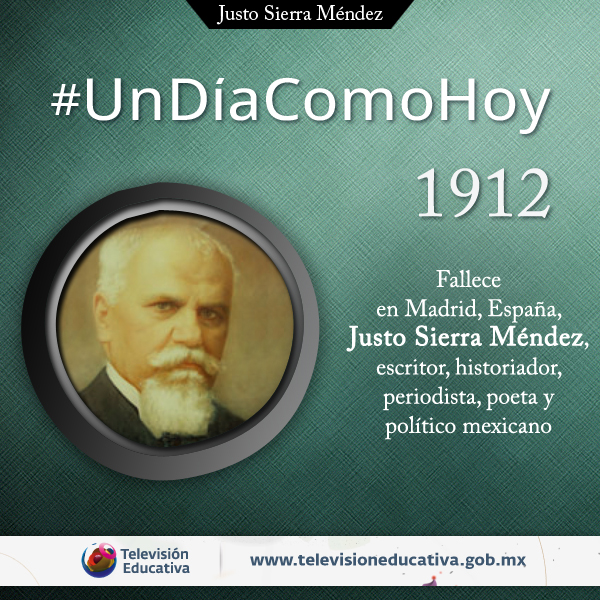 Justo Sierra Méndez
#UnDíaComoHoy
1912
Fallece
en Madrid, España,
Justo Sierra Méndez,
escritor, historiador,
periodista, poeta y
político mexicano
Televisión
Educativa
www.televisioneducativa.gob.mx